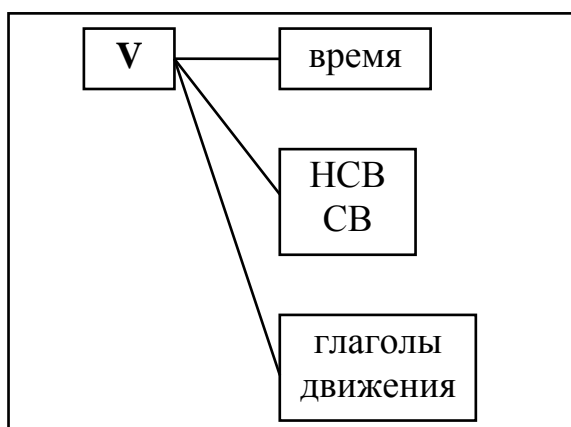 V
время
НСВ
СВ
глаголы
движения